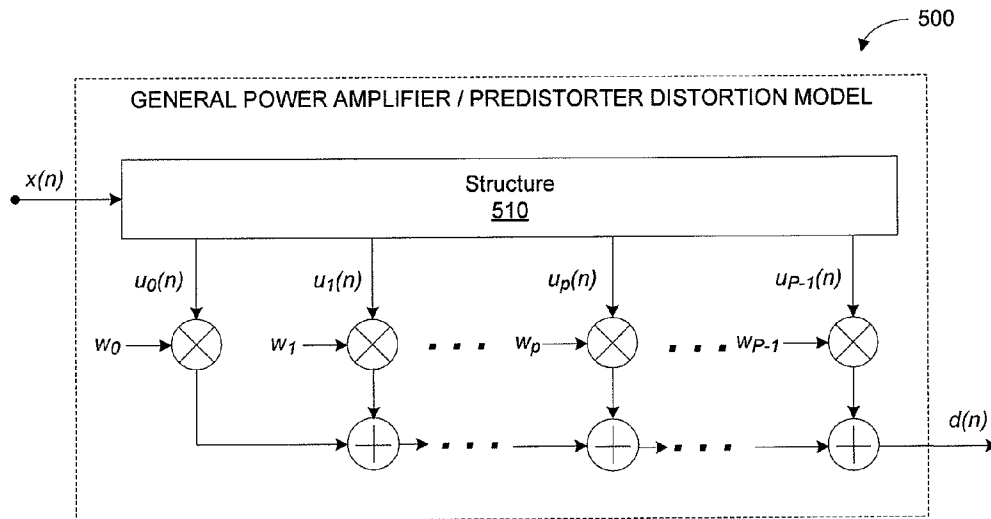 500
GENERAL POWER AMPLIFIER / PREDISTORTER DISTORTION MODEL
x(n)
Structure
510
u0(n) u1(n) up(n) uP-1(n)
w0 w1 wp wP-1
d(n)